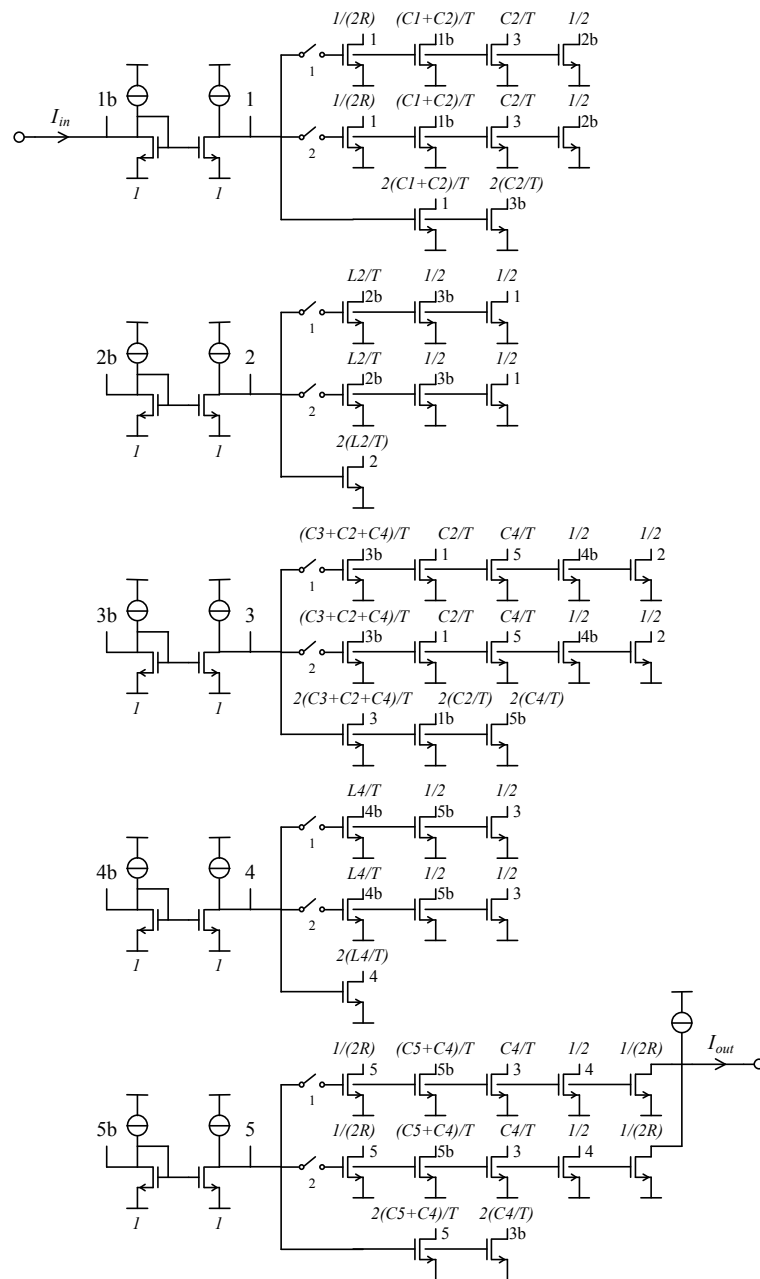 1/(2R) (C1+C2)/T C2/T 1/2
1 1b 3 2b
1b 1
I_in
1
1/(2R) (C1+C2)/T C2/T 1/2
1 1b 3 2b
2
1 1
2(C1+C2)/T 2(C2/T)
1 3b
L2/T 1/2 1/2
2b 3b 1
2b 2
1
L2/T 1/2 1/2
2b 3b 1
2
1 1
2(L2/T)
2
(C3+C2+C4)/T C2/T C4/T 1/2 1/2
3b 1 5 4b 2
3b 3
1
(C3+C2+C4)/T C2/T C4/T 1/2 1/2
3b 1 5 4b 2
2
1 1
2(C3+C2+C4)/T 2(C2/T) 2(C4/T)
3 1b 5b
L4/T 1/2 1/2
4b 5b 3
4b 4
1
L4/T 1/2 1/2
4b 5b 3
2
1 1
2(L4/T)
4
1/(2R) (C5+C4)/T C4/T 1/2 1/(2R)
I_out
5 5b 3 4
5b 5
1
1/(2R) (C5+C4)/T C4/T 1/2 1/(2R)
5 5b 3 4
2
1 1
2(C5+C4)/T 2(C4/T)
5 3b